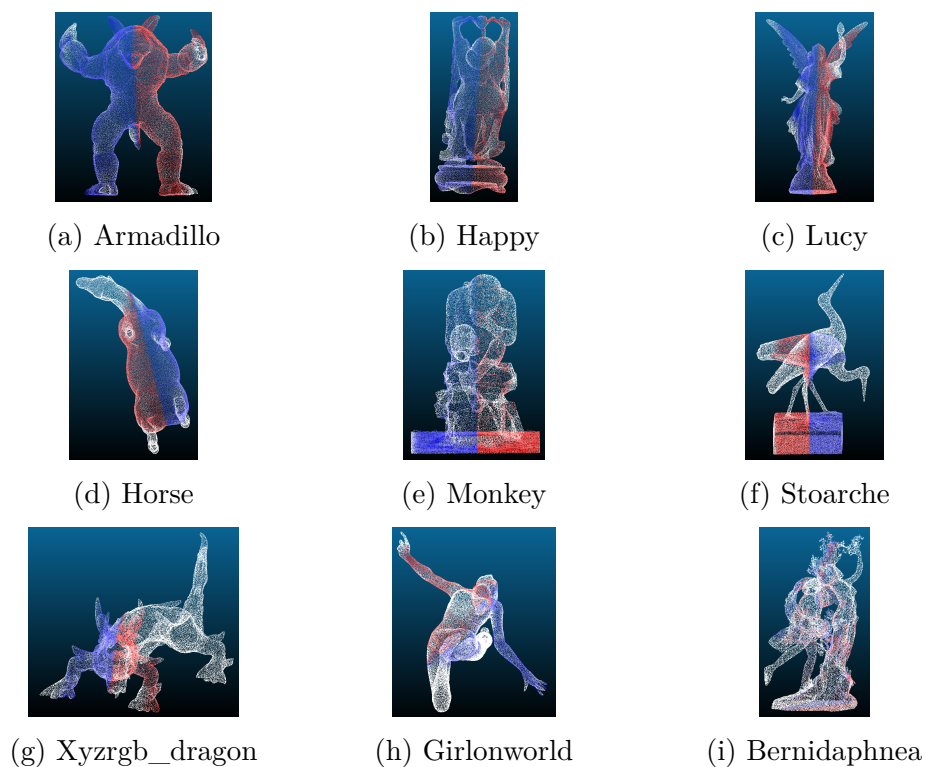 (a) Armadillo
(b) Happy
(c) Lucy
(d) Horse
(e) Monkey
(f) Stoarche
(g) Xyzrgb_dragon
(h) Girlonworld
(i) Bernidaphnea